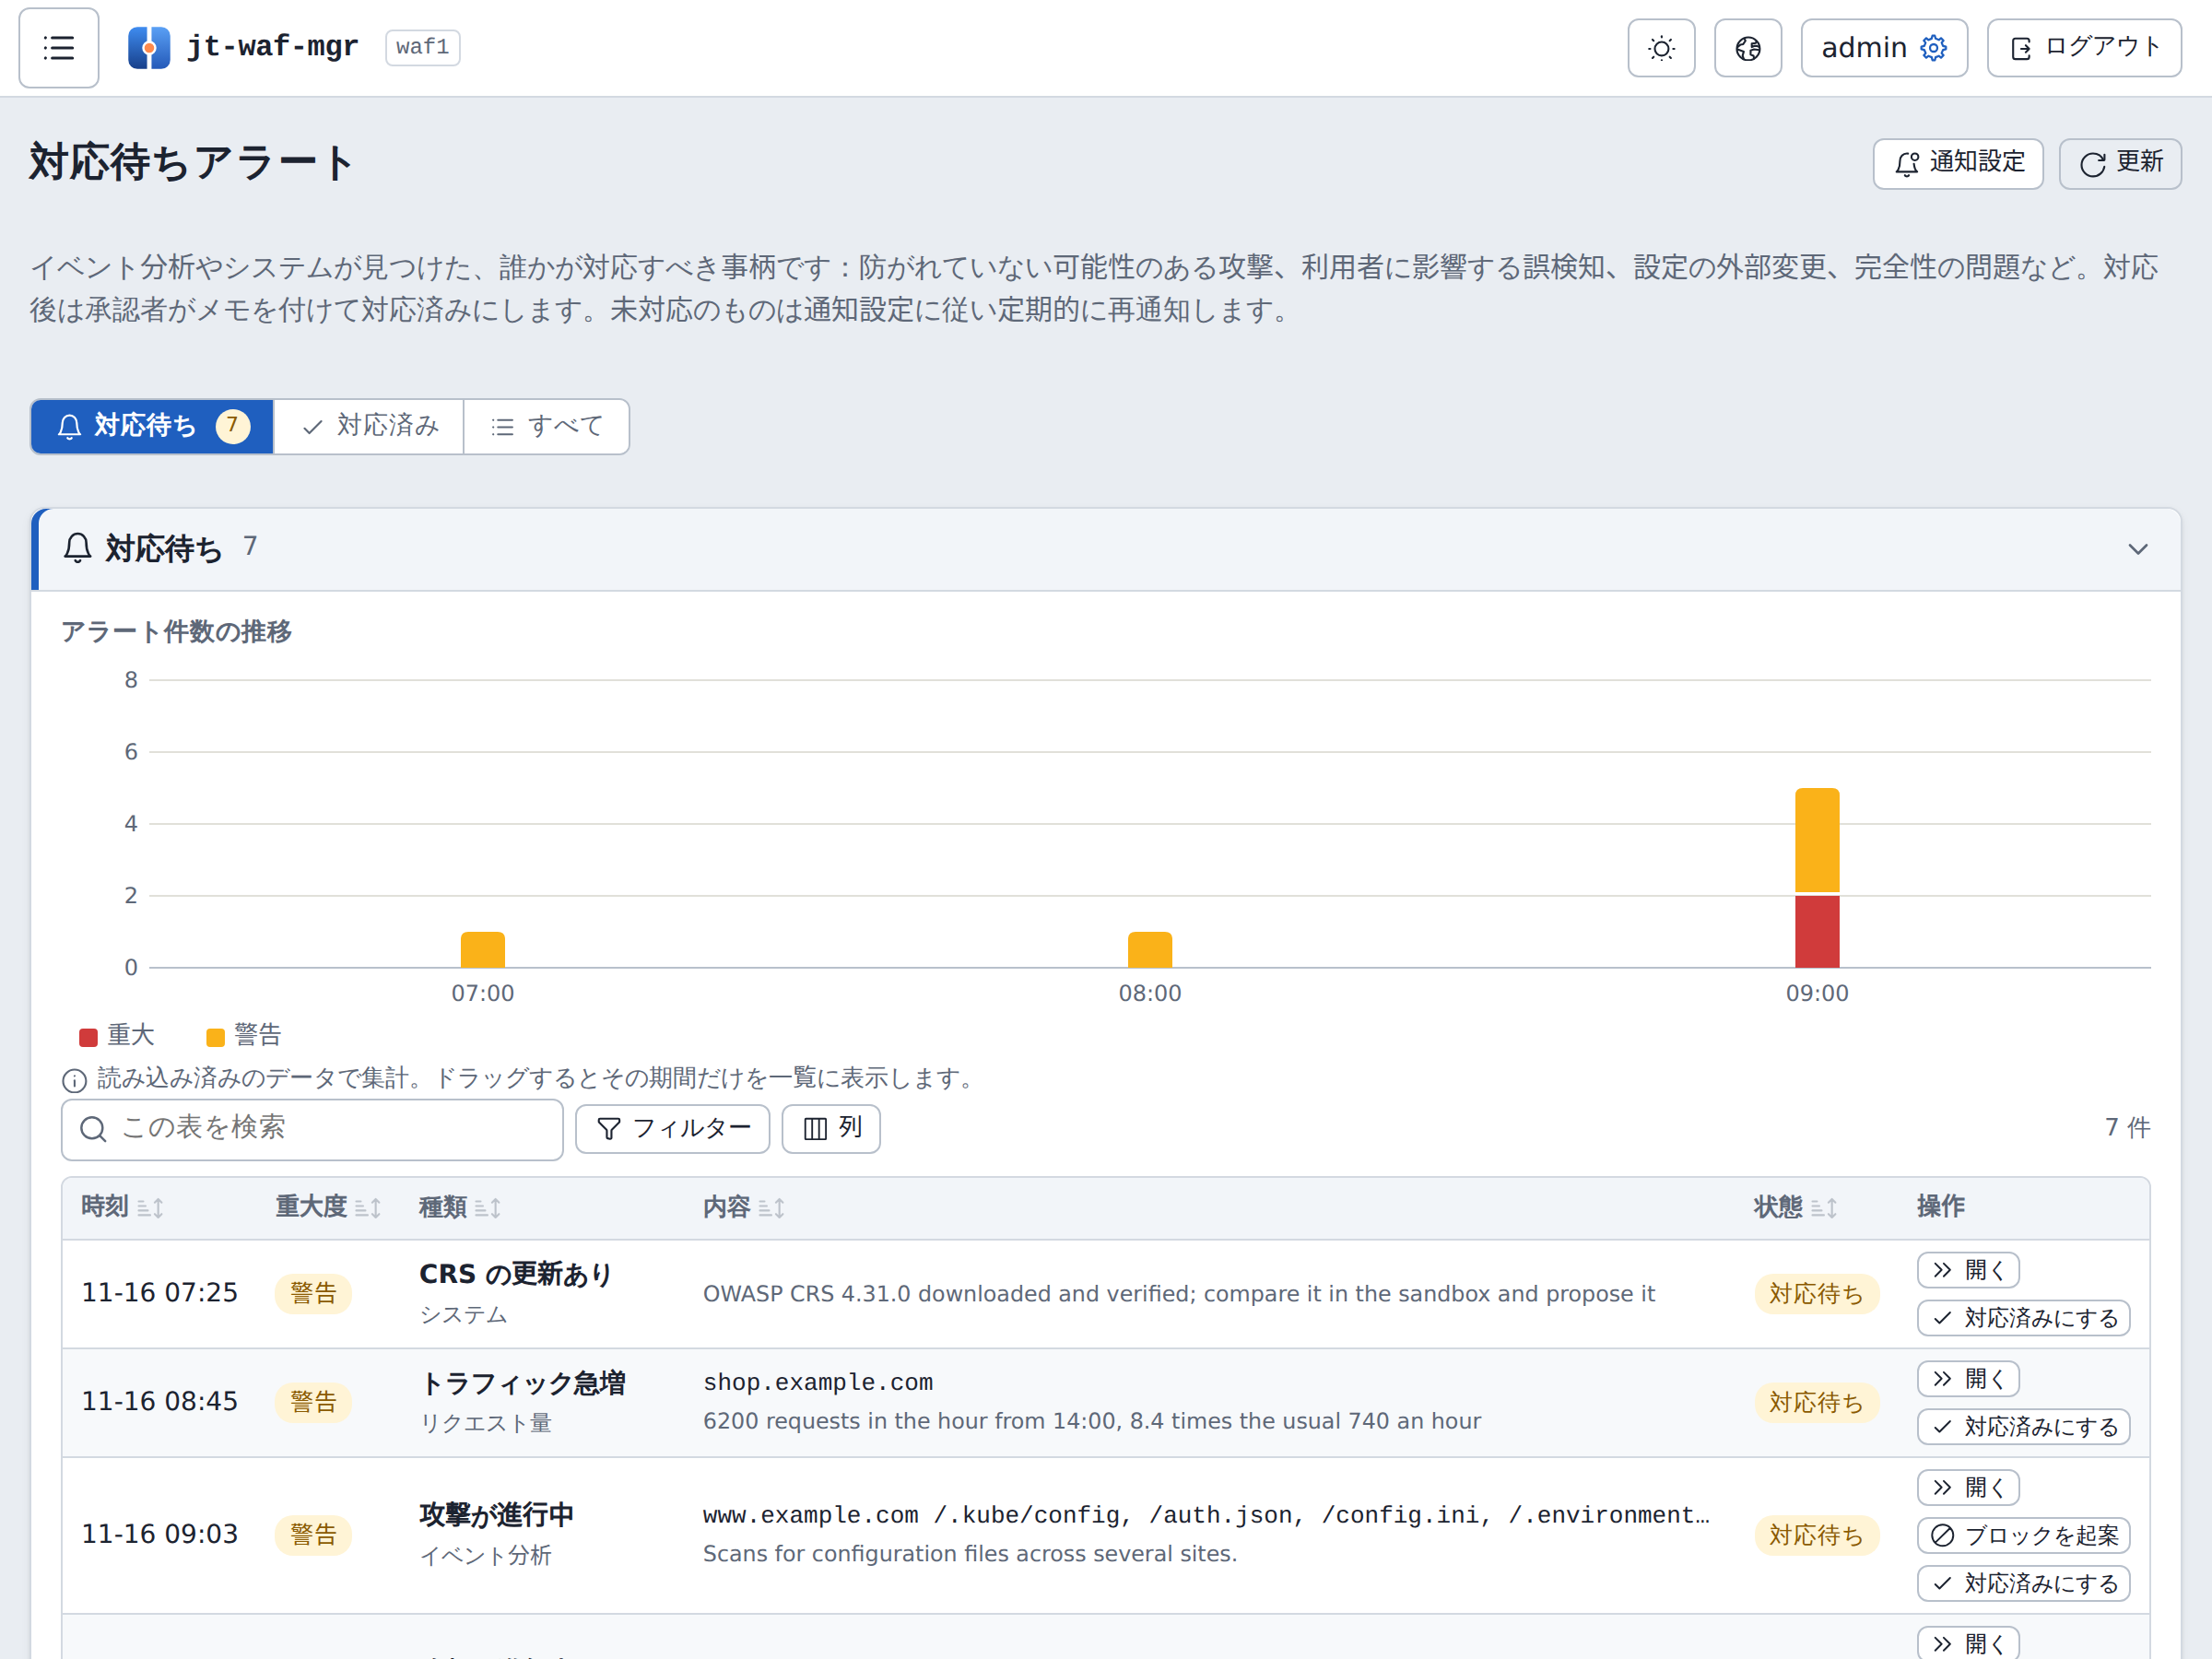 jt-waf-mgr waf1 admin ログアウト
対応待ちアラート 通知設定 更新
イベント分析やシステムが見つけた、誰かが対応すべき事柄です：防がれていない可能性のある攻撃、利用者に影響する誤検知、設定の外部変更、完全性の問題など。対応
後は承認者がメモを付けて対応済みにします。未対応のものは通知設定に従い定期的に再通知します。
対応待ち 7 対応済み すべて
対応待ち 7
アラート件数の推移
8
6
4
2
0
07:00 08:00 09:00
重大 警告
読み込み済みのデータで集計。ドラッグするとその期間だけを一覧に表示します。
この表を検索 フィルター 列 7 件
時刻 重大度 種類 内容 状態 操作
11-16 07:25 警告 CRS の更新あり システム OWASP CRS 4.31.0 downloaded and verified; compare it in the sandbox and propose it 対応待ち 開く
対応済みにする
11-16 08:45 警告 トラフィック急増 shop.example.com 対応待ち 開く
リクエスト量 6200 requests in the hour from 14:00, 8.4 times the usual 740 an hour 対応済みにする
開く
11-16 09:03 警告 攻撃が進行中 www.example.com /.kube/config, /auth.json, /config.ini, /.environment… 対応待ち ブロックを起案
イベント分析 Scans for configuration files across several sites. 対応済みにする
開く